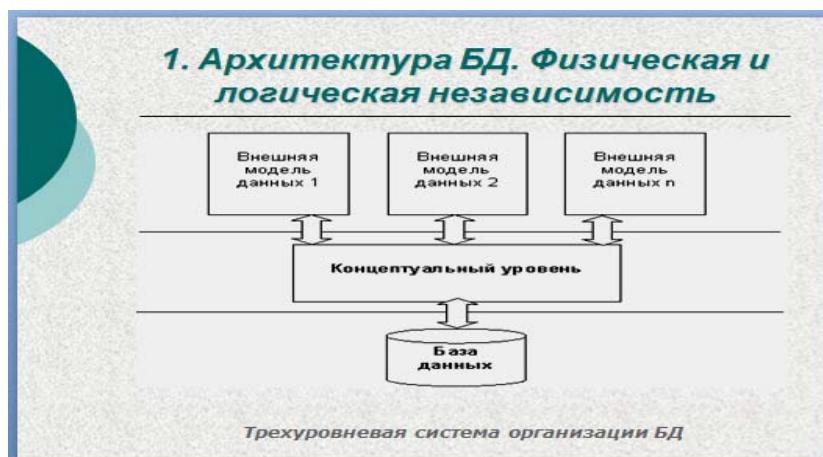 1. Архитектура БД. Физическая и
логическая независимость
Внешняя
модель
данных 1
Внешняя
модель
данных 2
Внешняя
модель
данных n
Концептуальный уровень
База
данных
Трехуровневая система организации БД